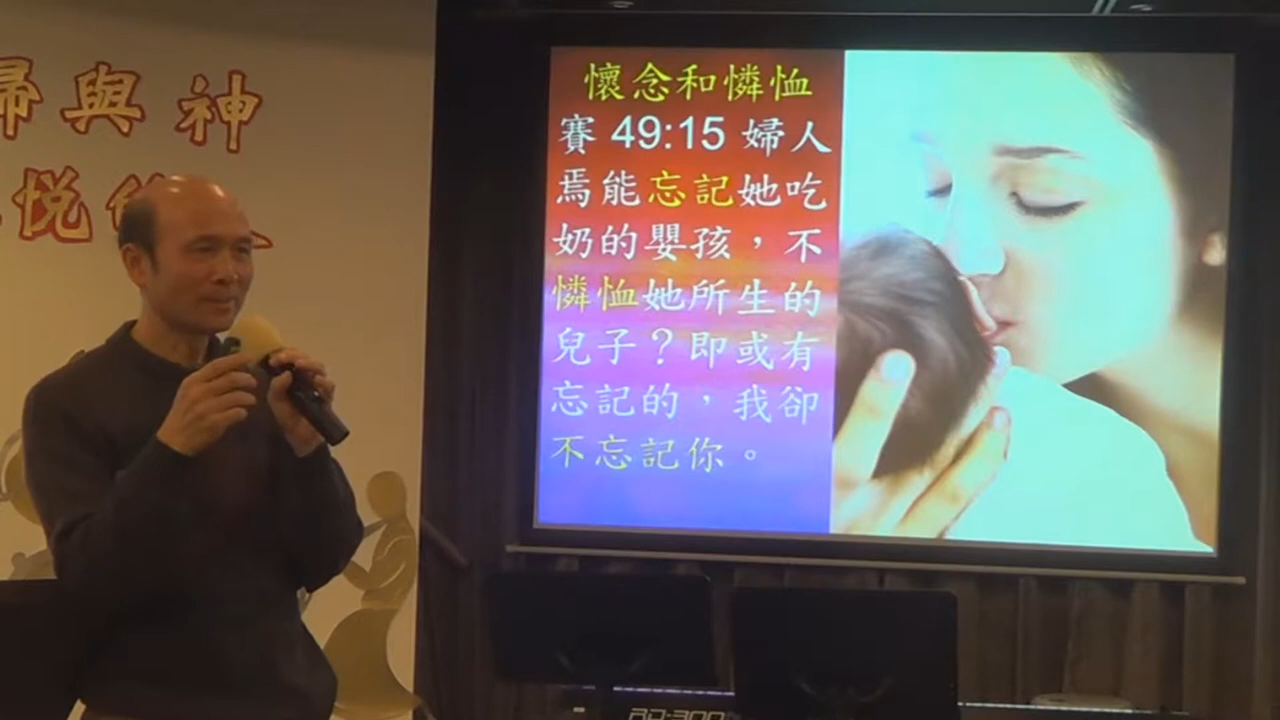 歸與神
悅
懷念和憐恤
賽 49:15 婦人
焉能忘記她吃
奶的嬰孩，不
憐恤她所生的
兒子？即或有
忘記的，我卻
不忘記你。